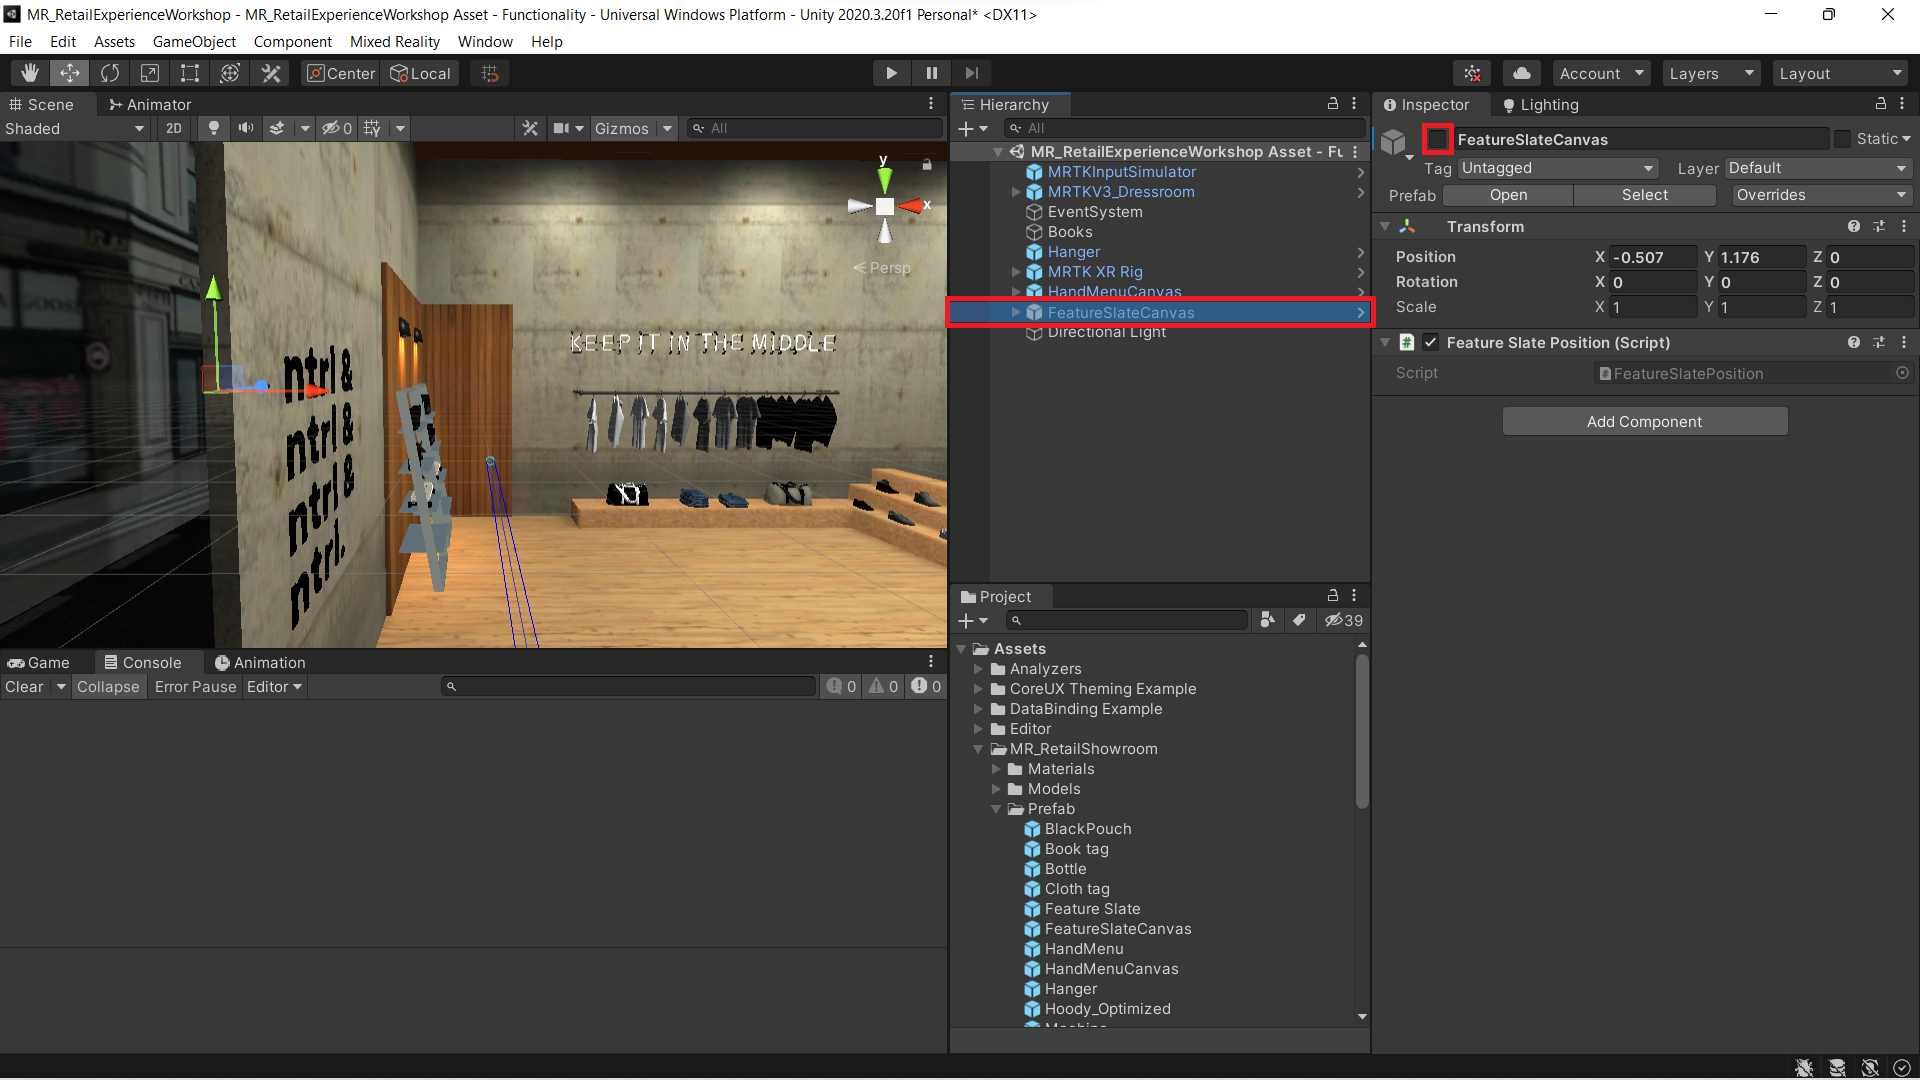 MR_RetailExperienceWorkshop - MR_RetailExperienceWorkshop Asset - Functionality - Universal Windows Platform - Unity 2020.3.20f1 Personal* <DX11>
File Edit Assets GameObject Component Mixed Reality Window Help
Center Local Account Layers Layout
Scene Animator
Shaded 2D 0 Gizmos All
y
x
Persp
KEEP IT IN THE MIDDLE
ntrl &
ntrl &
ntrl &
ntrl.
Hierarchy
All
MR_RetailExperienceWorkshop Asset - Fu
MRTKInputSimulator
MRTKV3_Dressroom
EventSystem
Books
Hanger
MRTK XR Rig
HandMenuCanvas
FeatureSlateCanvas
Directional Light
Inspector Lighting
FeatureSlateCanvas Static
Tag Untagged Layer Default
Prefab Open Select Overrides
Transform
Position X -0.507 Y 1.176 Z 0
Rotation X 0 Y 0 Z 0
Scale X 1 Y 1 Z 1
# Feature Slate Position (Script)
Script FeatureSlatePosition
Add Component
Game Console Animation
Clear Collapse Error Pause Editor 0 0 0
Project
39
Assets
Analyzers
CoreUX Theming Example
DataBinding Example
Editor
MR_RetailShowroom
Materials
Models
Prefab
BlackPouch
Book tag
Bottle
Cloth tag
Feature Slate
FeatureSlateCanvas
HandMenu
HandMenuCanvas
Hanger
Hoody_Optimized